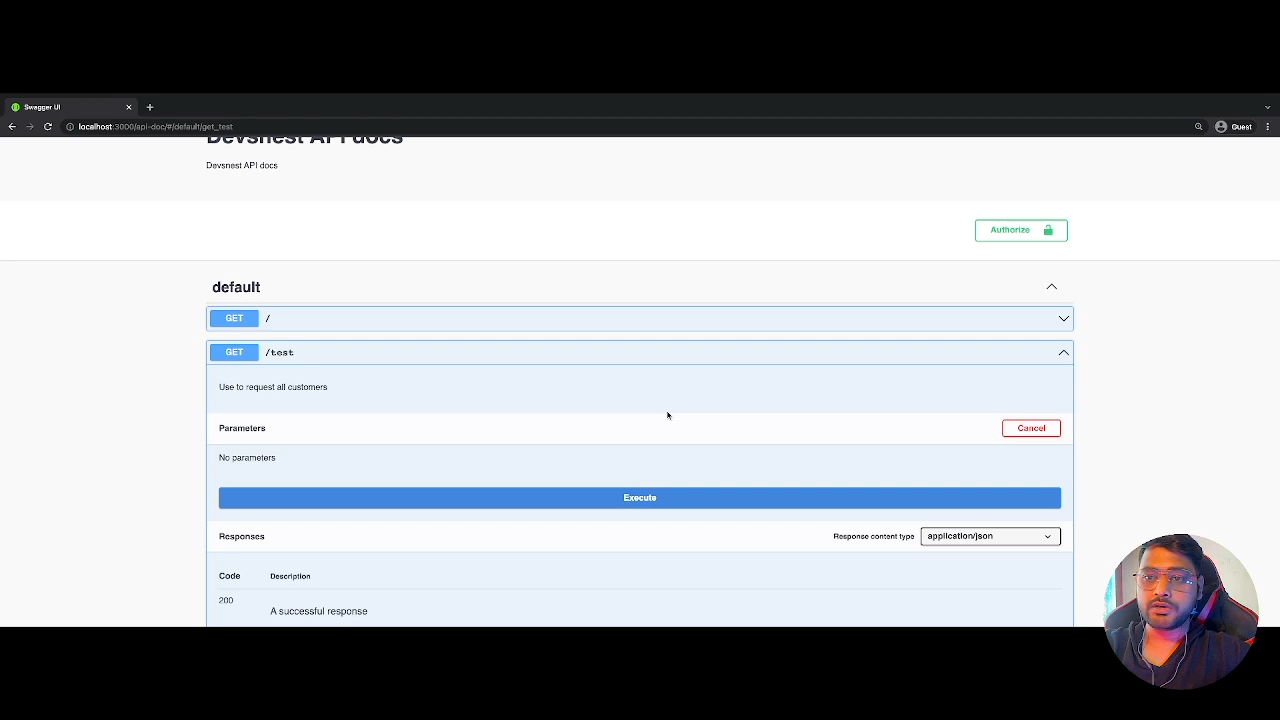 Swagger UI
localhost:3000/api-doc/#/default/get_test
Guest
Devsnest API docs
Devsnest API docs
Authorize
default
GET /
GET /test
Use to request all customers
Parameters
Cancel
No parameters
Execute
Responses
Response content type
application/json
Code
Description
200
A successful response